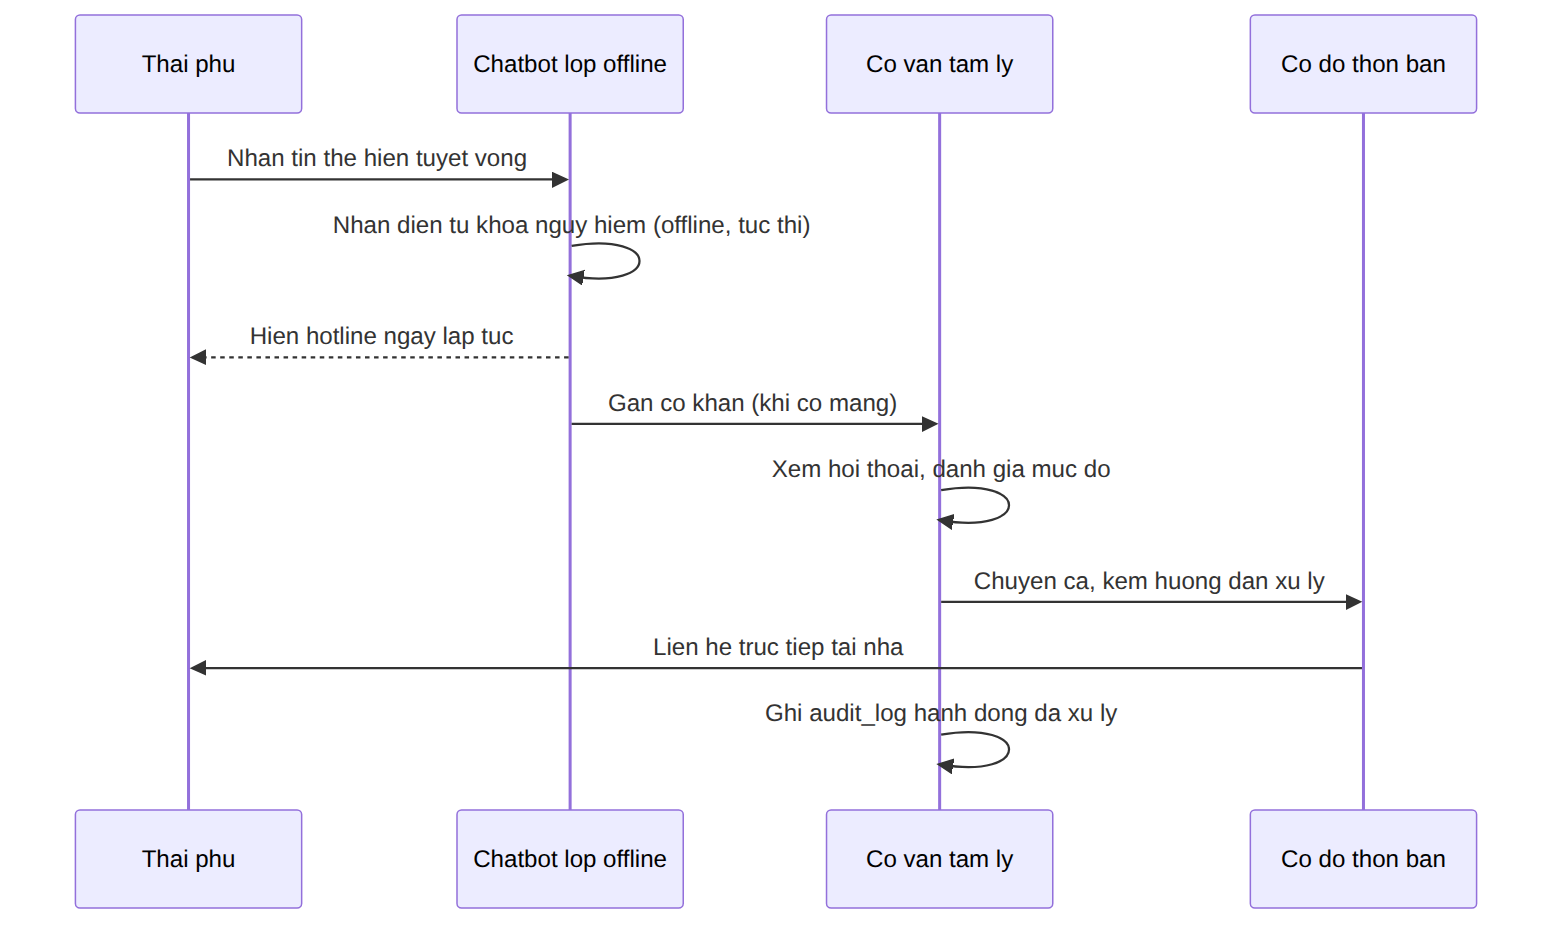 Thai phu
Chatbot lop offline
Co van tam ly
Co do thon ban
Nhan tin the hien tuyet vong
Nhan dien tu khoa nguy hiem (offline, tuc thi)
Hien hotline ngay lap tuc
Gan co khan (khi co mang)
Xem hoi thoai, danh gia muc do
Chuyen ca, kem huong dan xu ly
Lien he truc tiep tai nha
Ghi audit_log hanh dong da xu ly
Thai phu
Chatbot lop offline
Co van tam ly
Co do thon ban